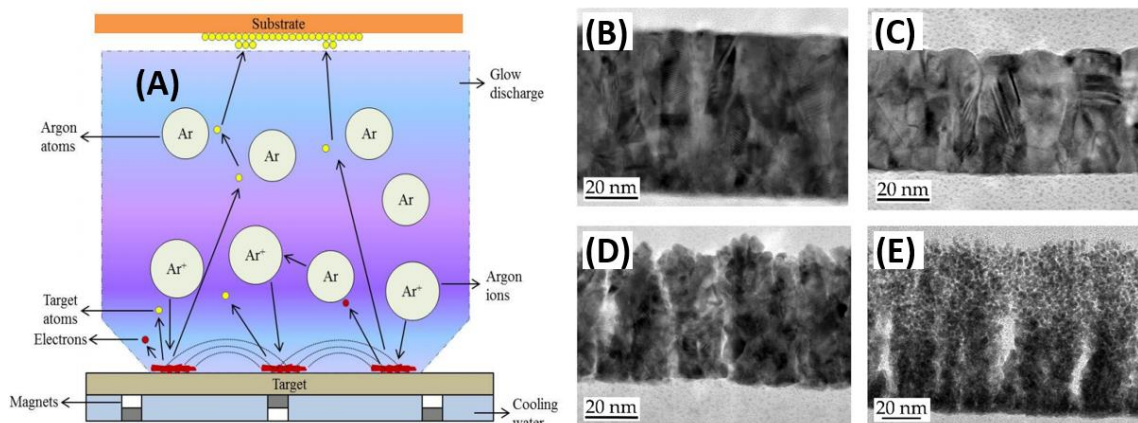 Substrate
(A)
Glow
discharge
Argon
atoms
Ar
Ar
Ar
Ar
Ar⁺
Ar⁺
Ar
Ar⁺
Argon
ions
Target
atoms
Electrons
Target
Magnets
Cooling
water
(B)
20 nm
(C)
20 nm
(D)
20 nm
(E)
20 nm